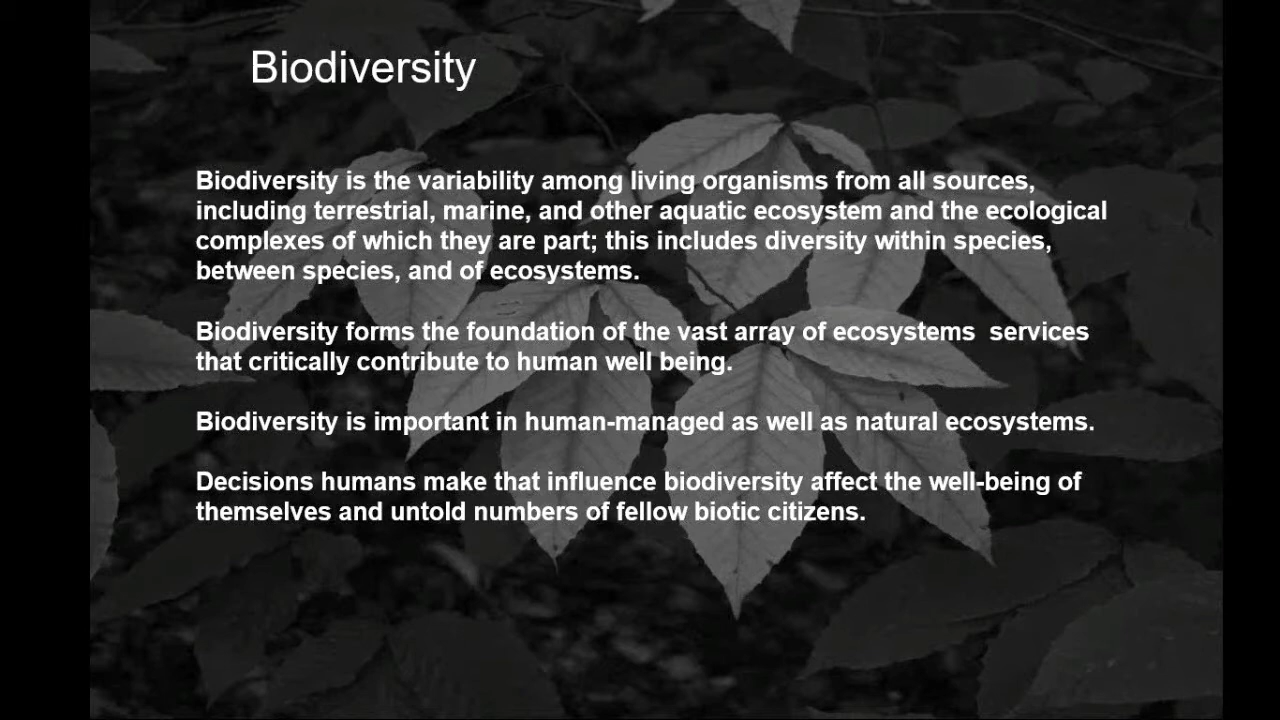 Biodiversity
Biodiversity is the variability among living organisms from all sources,
including terrestrial, marine, and other aquatic ecosystem and the ecological
complexes of which they are part; this includes diversity within species,
between species, and of ecosystems.
Biodiversity forms the foundation of the vast array of ecosystems  services
that critically contribute to human well being.
Biodiversity is important in human-managed as well as natural ecosystems.
Decisions humans make that influence biodiversity affect the well-being of
themselves and untold numbers of fellow biotic citizens.